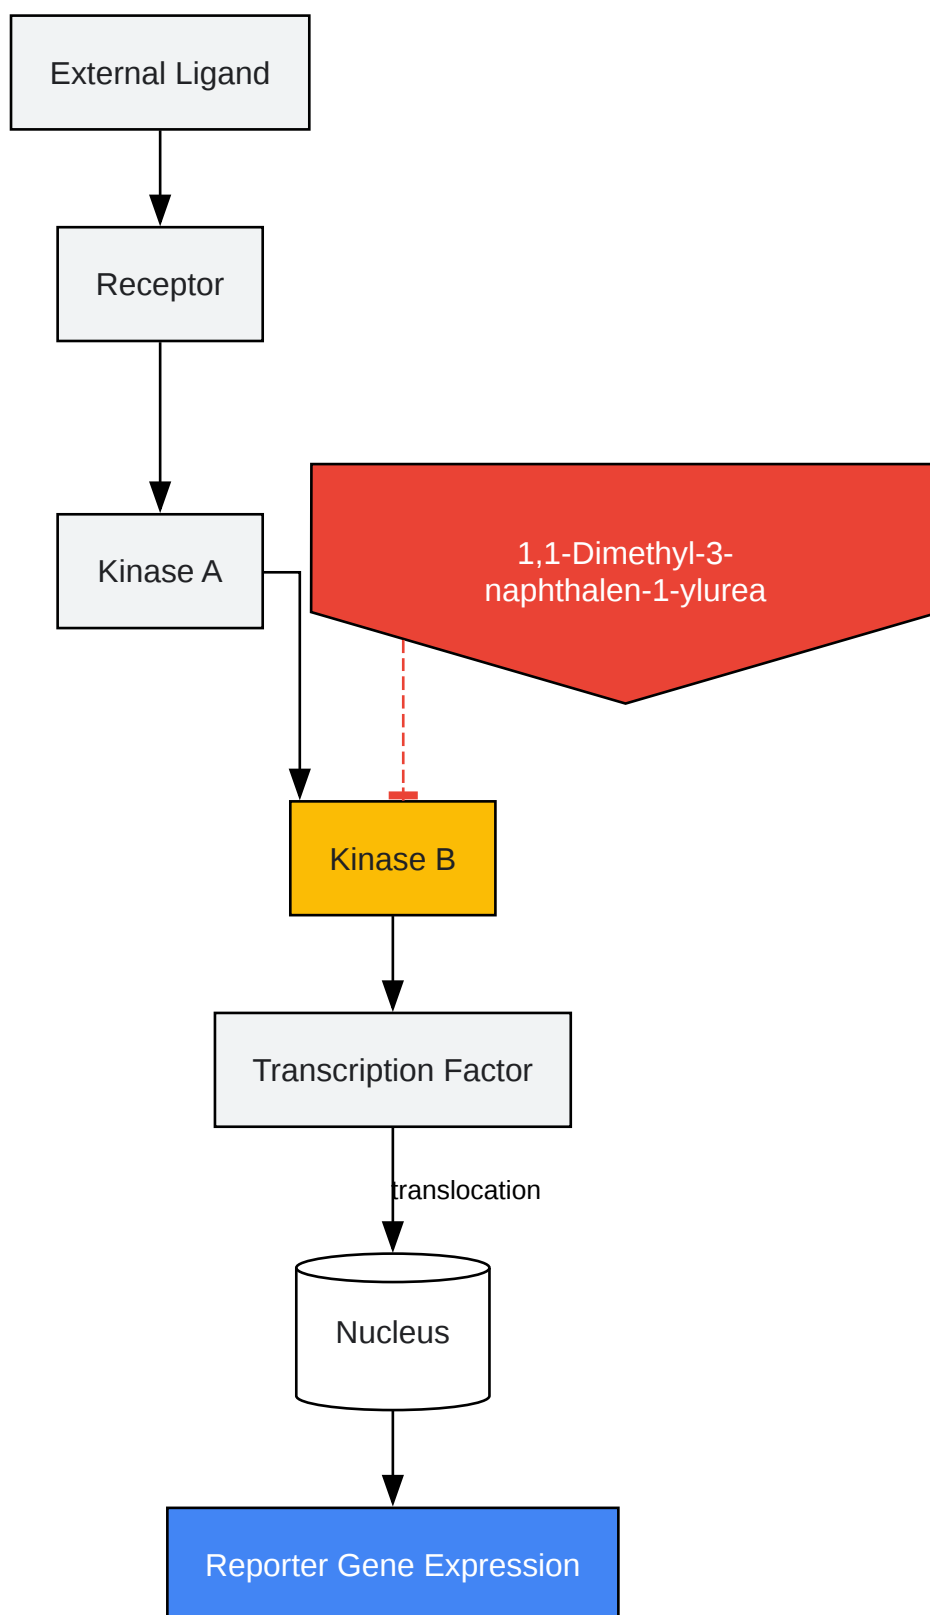 External Ligand
Receptor
Kinase A
1,1-Dimethyl-3-
naphthalen-1-ylurea
Kinase B
Transcription Factor
translocation
Nucleus
Reporter Gene Expression